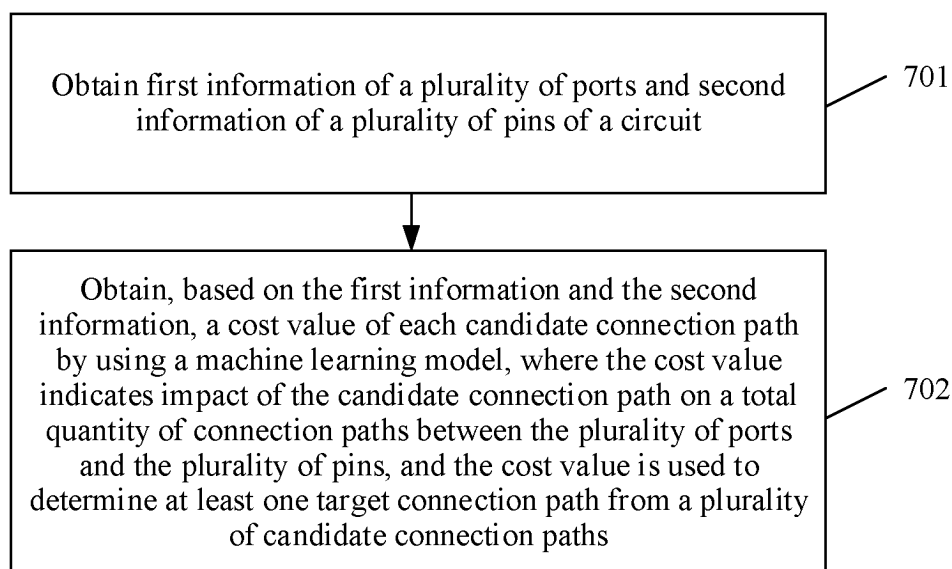 Obtain first information of a plurality of ports and second
information of a plurality of pins of a circuit
701
Obtain, based on the first information and the second
information, a cost value of each candidate connection path
by using a machine learning model, where the cost value
indicates impact of the candidate connection path on a total
quantity of connection paths between the plurality of ports
and the plurality of pins, and the cost value is used to
determine at least one target connection path from a plurality
of candidate connection paths
702